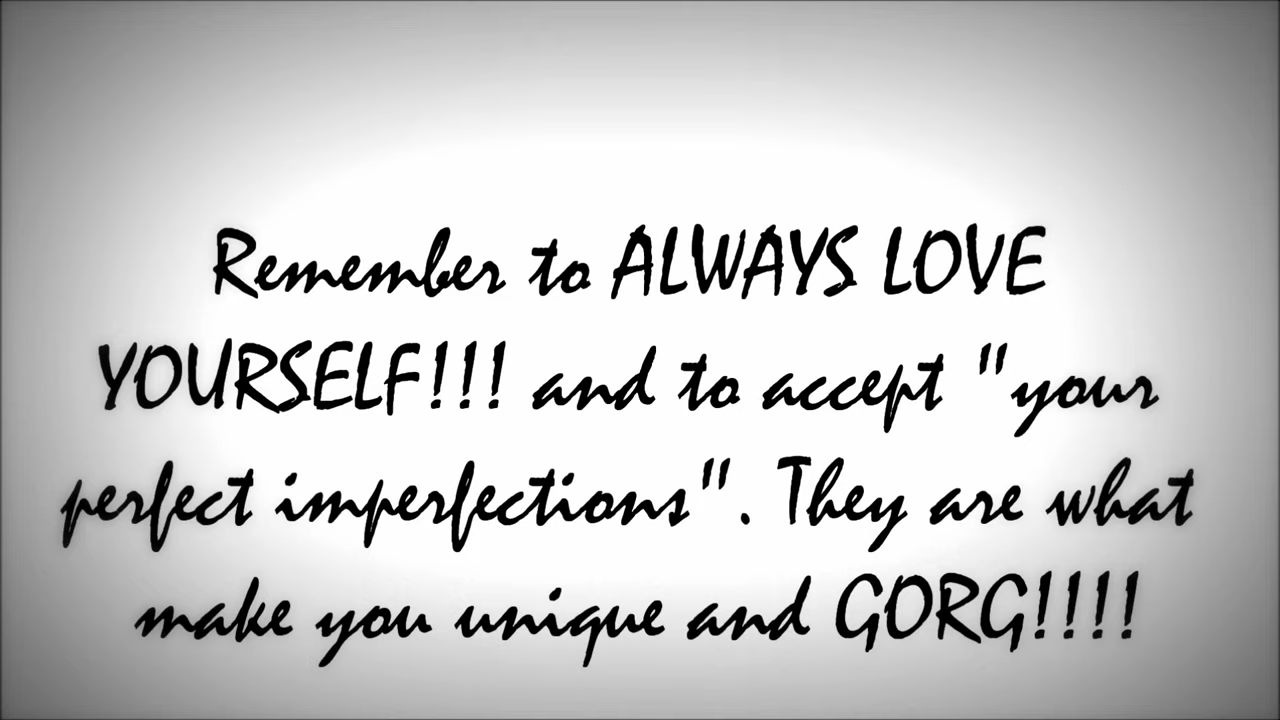 Remember to ALWAYS LOVE
YOURSELF!!! and to accept "your
perfect imperfections". They are what
make you unique and GORG!!!!